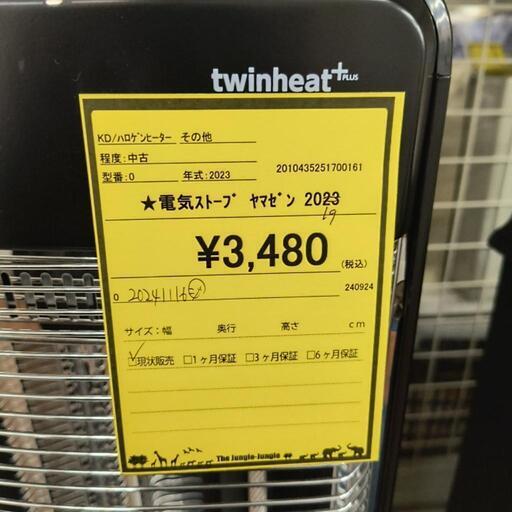 twinheat+PLUS
KD/ﾊﾛｹﾞﾝﾋｰﾀｰ その他
程度:中古
型番:0 年式:2023 2010435251700161
★電気ｽﾄｰﾌﾞ ﾔﾏｾﾞﾝ 2023
19
¥3,480(税込)
0 20241116 240924
サイズ:幅 奥行 高さ cm
☑現状販売 □1ヶ月保証 □3ヶ月保証 □6ヶ月保証
The Jungle-Jungle